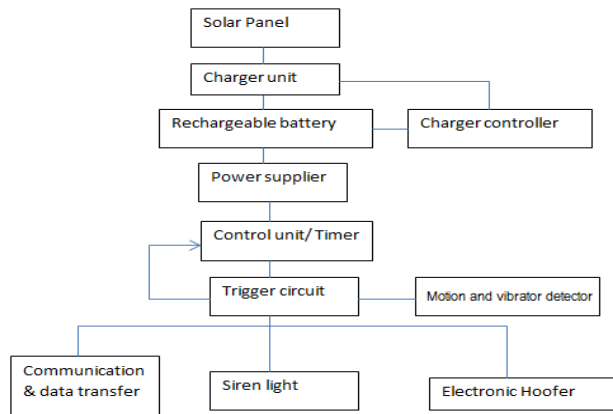 Solar Panel
Charger unit
Rechargeable battery
Charger controller
Power supplier
Control unit/ Timer
Trigger circuit
Motion and vibrator detector
Communication
& data transfer
Siren light
Electronic Hoofer